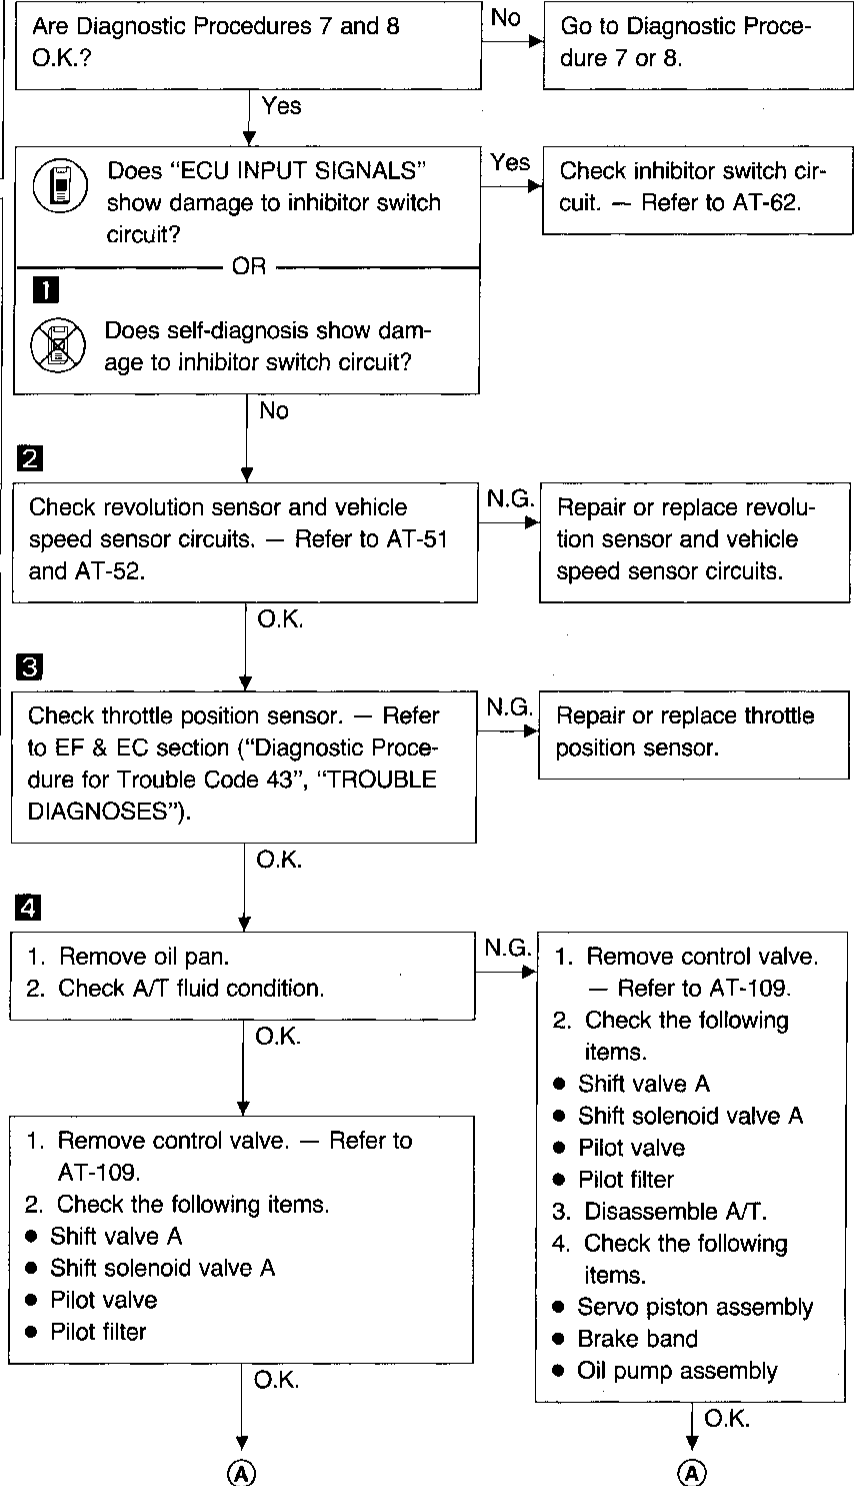 Are Diagnostic Procedures 7 and 8
O.K.?
No
Go to Diagnostic Proce-
dure 7 or 8.
Yes
Does “ECU INPUT SIGNALS”
show damage to inhibitor switch
circuit?
Yes
Check inhibitor switch cir-
cuit. — Refer to AT-62.
OR
1
Does self-diagnosis show dam-
age to inhibitor switch circuit?
No
2
Check revolution sensor and vehicle
speed sensor circuits. — Refer to AT-51
and AT-52.
N.G.
Repair or replace revolu-
tion sensor and vehicle
speed sensor circuits.
O.K.
3
Check throttle position sensor. — Refer
to EF & EC section (“Diagnostic Proce-
dure for Trouble Code 43”, “TROUBLE
DIAGNOSES”).
N.G.
Repair or replace throttle
position sensor.
O.K.
4
1. Remove oil pan.
2. Check A/T fluid condition.
N.G.
1. Remove control valve.
— Refer to AT-109.
2. Check the following
items.
● Shift valve A
● Shift solenoid valve A
● Pilot valve
● Pilot filter
3. Disassemble A/T.
4. Check the following
items.
● Servo piston assembly
● Brake band
● Oil pump assembly
O.K.
1. Remove control valve. — Refer to
AT-109.
2. Check the following items.
● Shift valve A
● Shift solenoid valve A
● Pilot valve
● Pilot filter
O.K.
A
O.K.
A